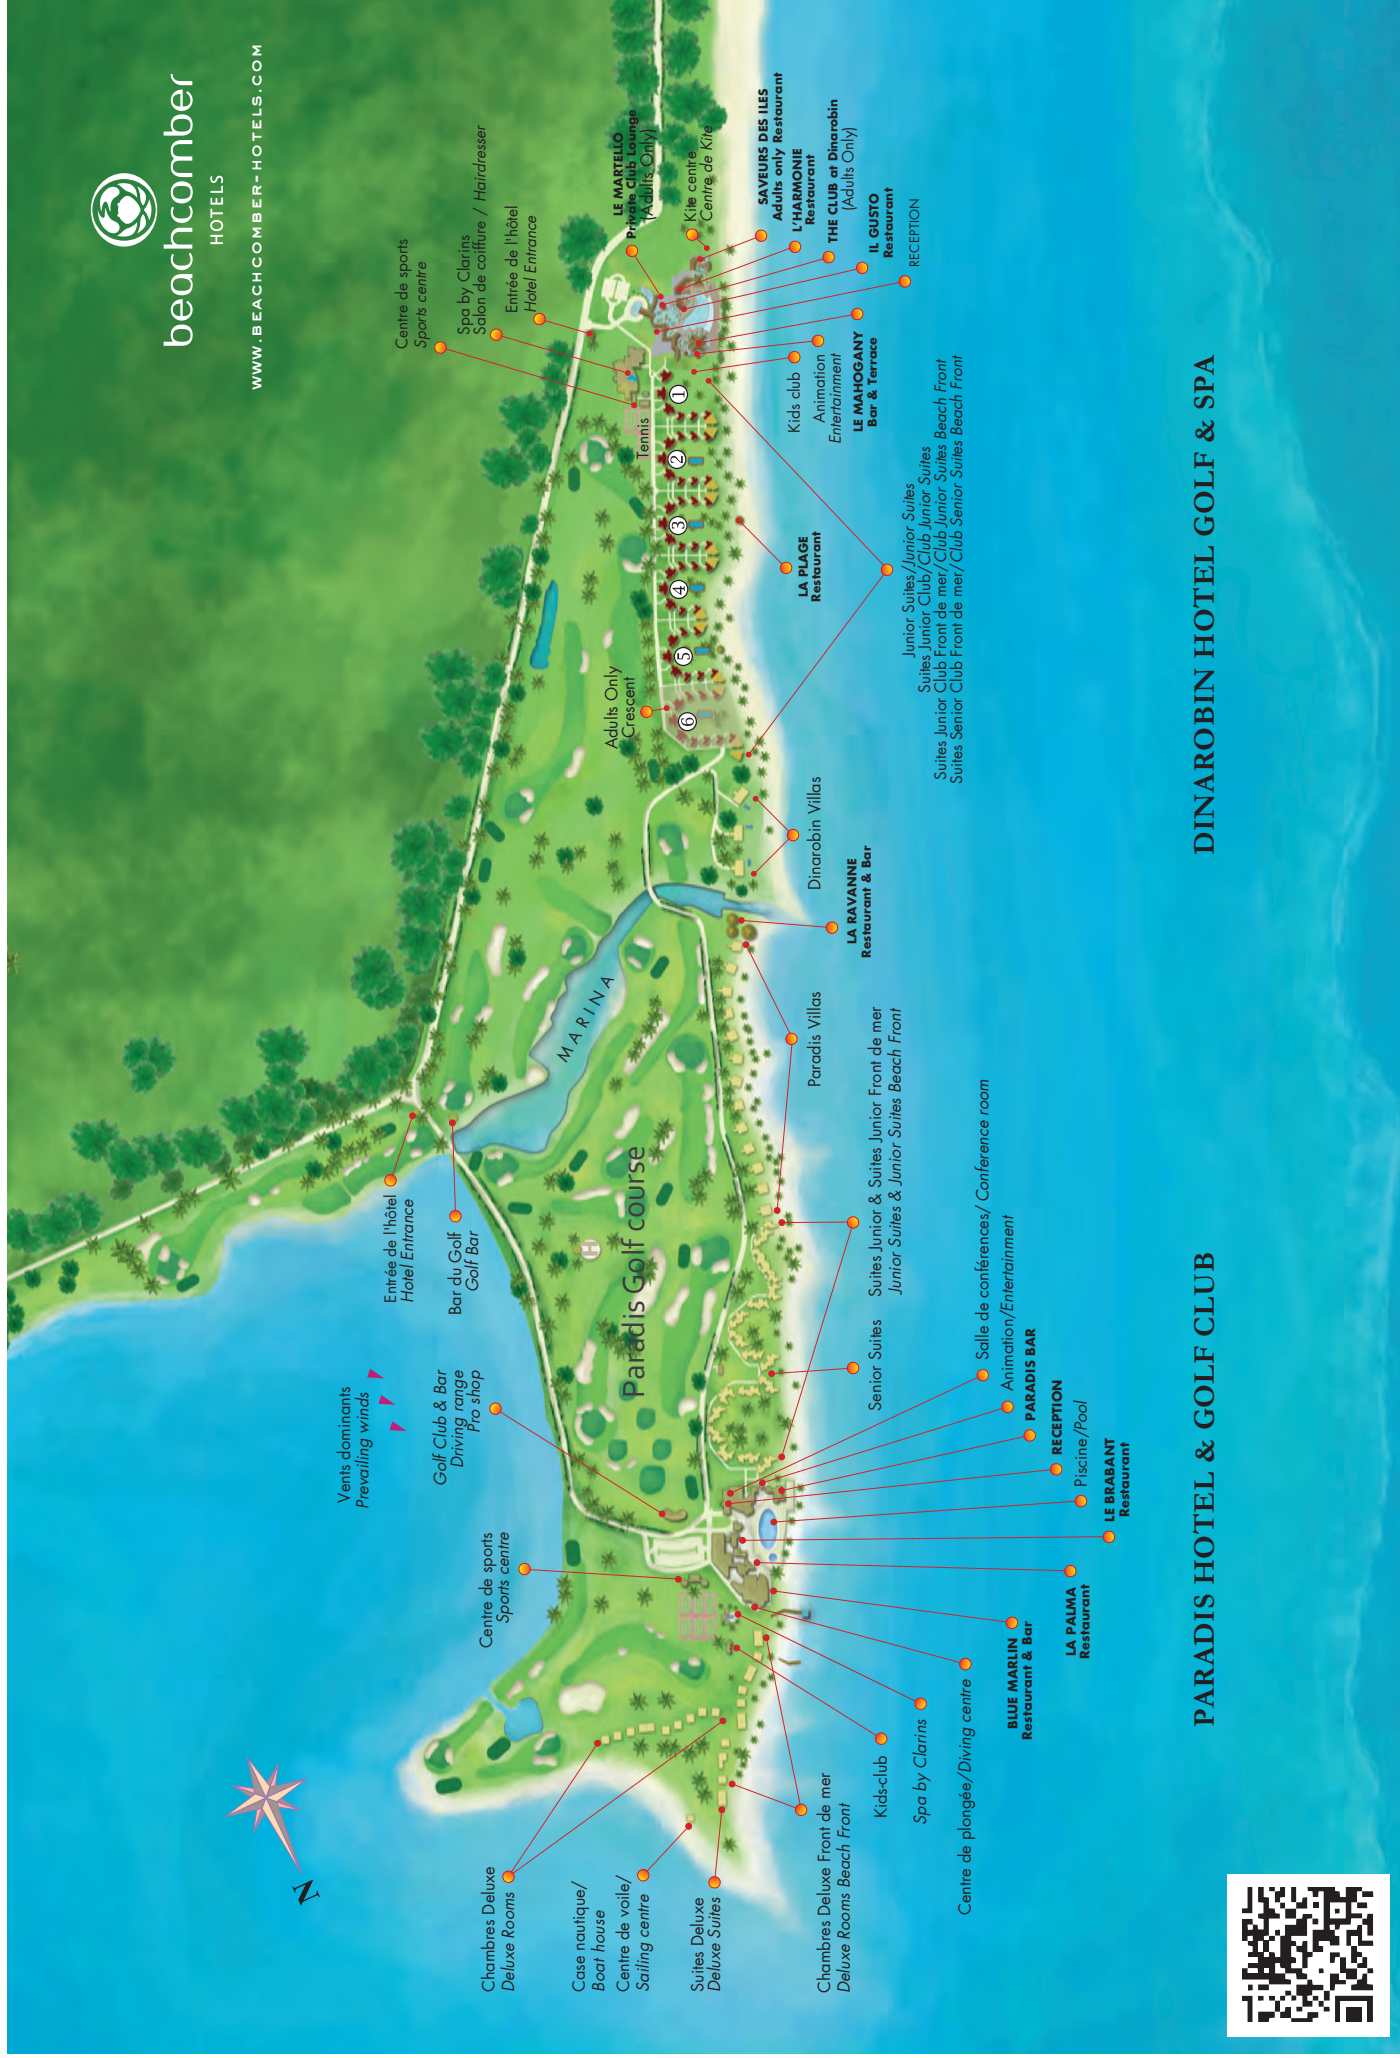 beachcomber
HOTELS
WWW.BEACHCOMBER-HOTELS.COM
Vents dominants
Prevailing winds
N
Entrée de l'hôtel
Hotel Entrance
Bar du Golf
Golf Bar
Golf Club & Bar
Driving range
Pro shop
Centre de sports
Sports centre
Chambres Deluxe
Deluxe Rooms
Case nautique/
Boat house
Centre de voile/
Sailing centre
Suites Deluxe
Deluxe Suites
Chambres Deluxe Front de mer
Deluxe Rooms Beach Front
Kids-club
Spa by Clarins
Centre de plongée/Diving centre
BLUE MARLIN
Restaurant & Bar
LA PALMA
Restaurant
LE BRABANT
Restaurant
Piscine/Pool
RECEPTION
PARADIS BAR
Animation/Entertainment
Salle de conférences/ Conference room
Senior Suites
Suites Junior & Suites Junior Front de mer
Junior Suites & Junior Suites Beach Front
Paradis Villas
LA RAVANNE
Restaurant & Bar
MARINA
H
Paradis Golf course
Dinarobin Villas
Adults Only
Crescent
6
5
4
3
2
1
Tennis
Centre de sports
Sports centre
Spa by Clarins
Salon de coiffure / Hairdresser
Entrée de l'hôtel
Hotel Entrance
LE MARTELLO
Private Club Lounge
(Adults Only)
Kite centre
Centre de Kite
SAVEURS DES ILES
Adults only Restaurant
L'HARMONIE
Restaurant
THE CLUB at Dinarobin
(Adults Only)
IL GUSTO
Restaurant
RECEPTION
LE MAHOGANY
Bar & Terrace
Animation
Entertainment
Kids club
LA PLAGE
Restaurant
Junior Suites/Junior Suites
Suites Junior Club/Club Junior Suites
Suites Junior Club Front de mer/Club Junior Suites Beach Front
Suites Senior Club Front de mer/Club Senior Suites Beach Front
PARADIS HOTEL & GOLF CLUB
DINAROBIN HOTEL GOLF & SPA